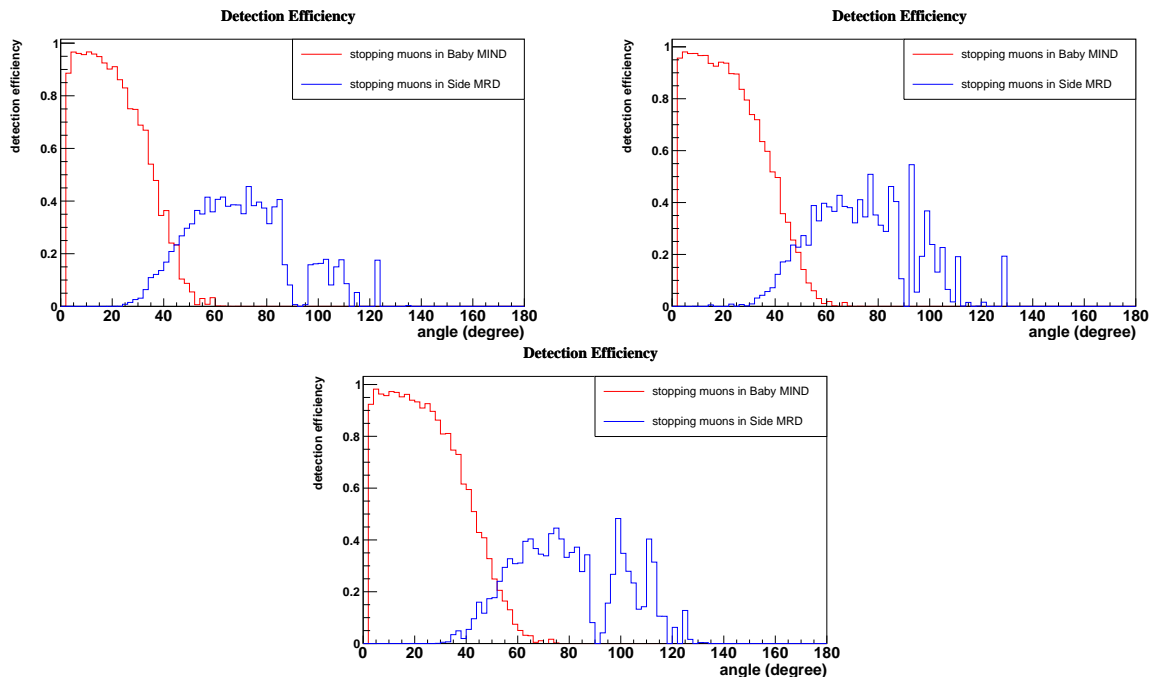 Detection Efficiency
detection efficiency
1
0.8
0.6
0.4
0.2
0
stopping muons in Baby MIND
stopping muons in Side MRD
0 20 40 60 80 100 120 140 160 180
angle (degree)
Detection Efficiency
detection efficiency
1
0.8
0.6
0.4
0.2
0
stopping muons in Baby MIND
stopping muons in Side MRD
0 20 40 60 80 100 120 140 160 180
angle (degree)
Detection Efficiency
detection efficiency
1
0.8
0.6
0.4
0.2
0
stopping muons in Baby MIND
stopping muons in Side MRD
0 20 40 60 80 100 120 140 160 180
angle (degree)